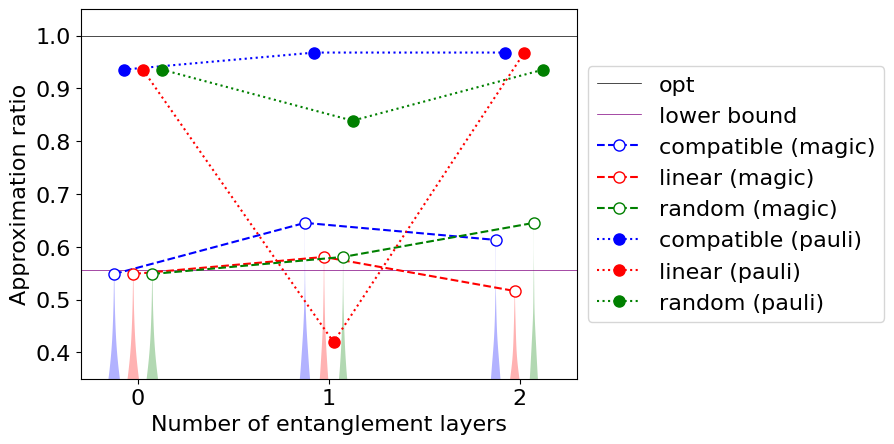 1.0
0.9
0.8
0.7
0.6
0.5
0.4
Approximation ratio
0 1 2
Number of entanglement layers
opt
lower bound
compatible (magic)
linear (magic)
random (magic)
compatible (pauli)
linear (pauli)
random (pauli)